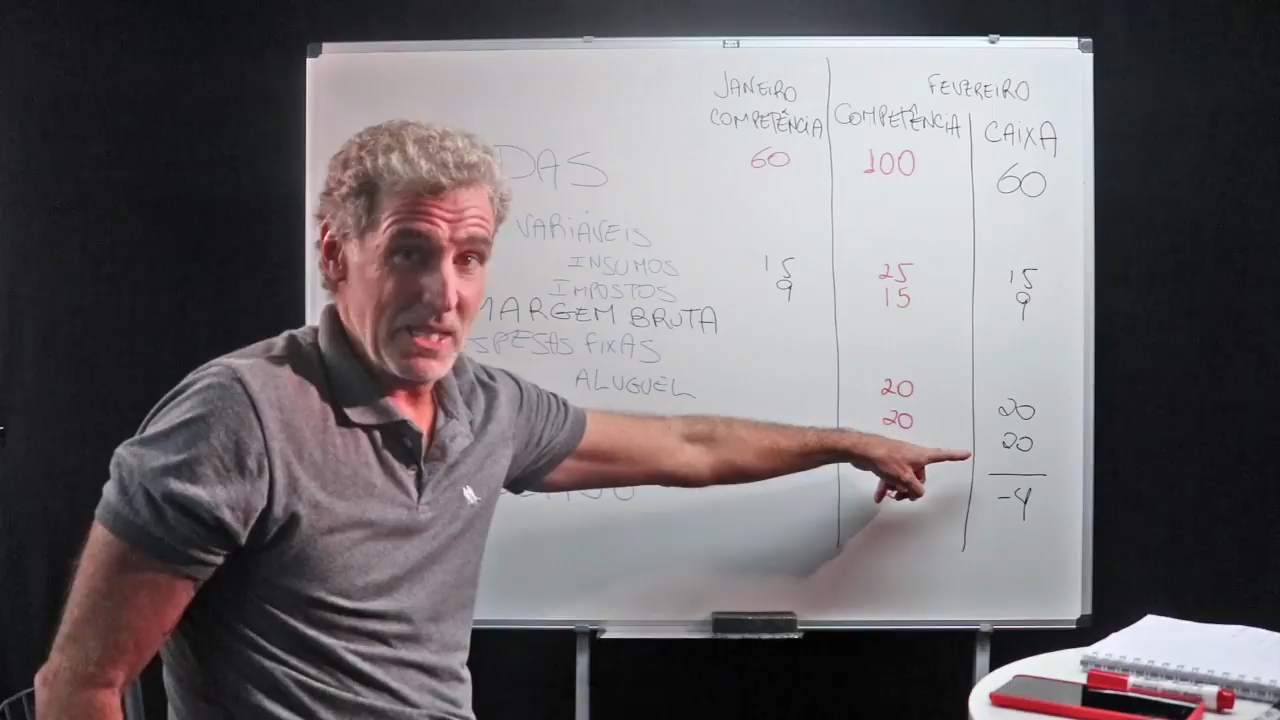 JANEIRO FEVEREIRO
COMPETÊNCIA COMPETÊNCIA CAIXA
DAS 60 100 60
VARIÁVEIS
INSUMOS 15 25 15
IMPOSTOS 9 15 9
MARGEM BRUTA
SPESAS FIXAS
ALUGUEL 20 20
20 20
-4